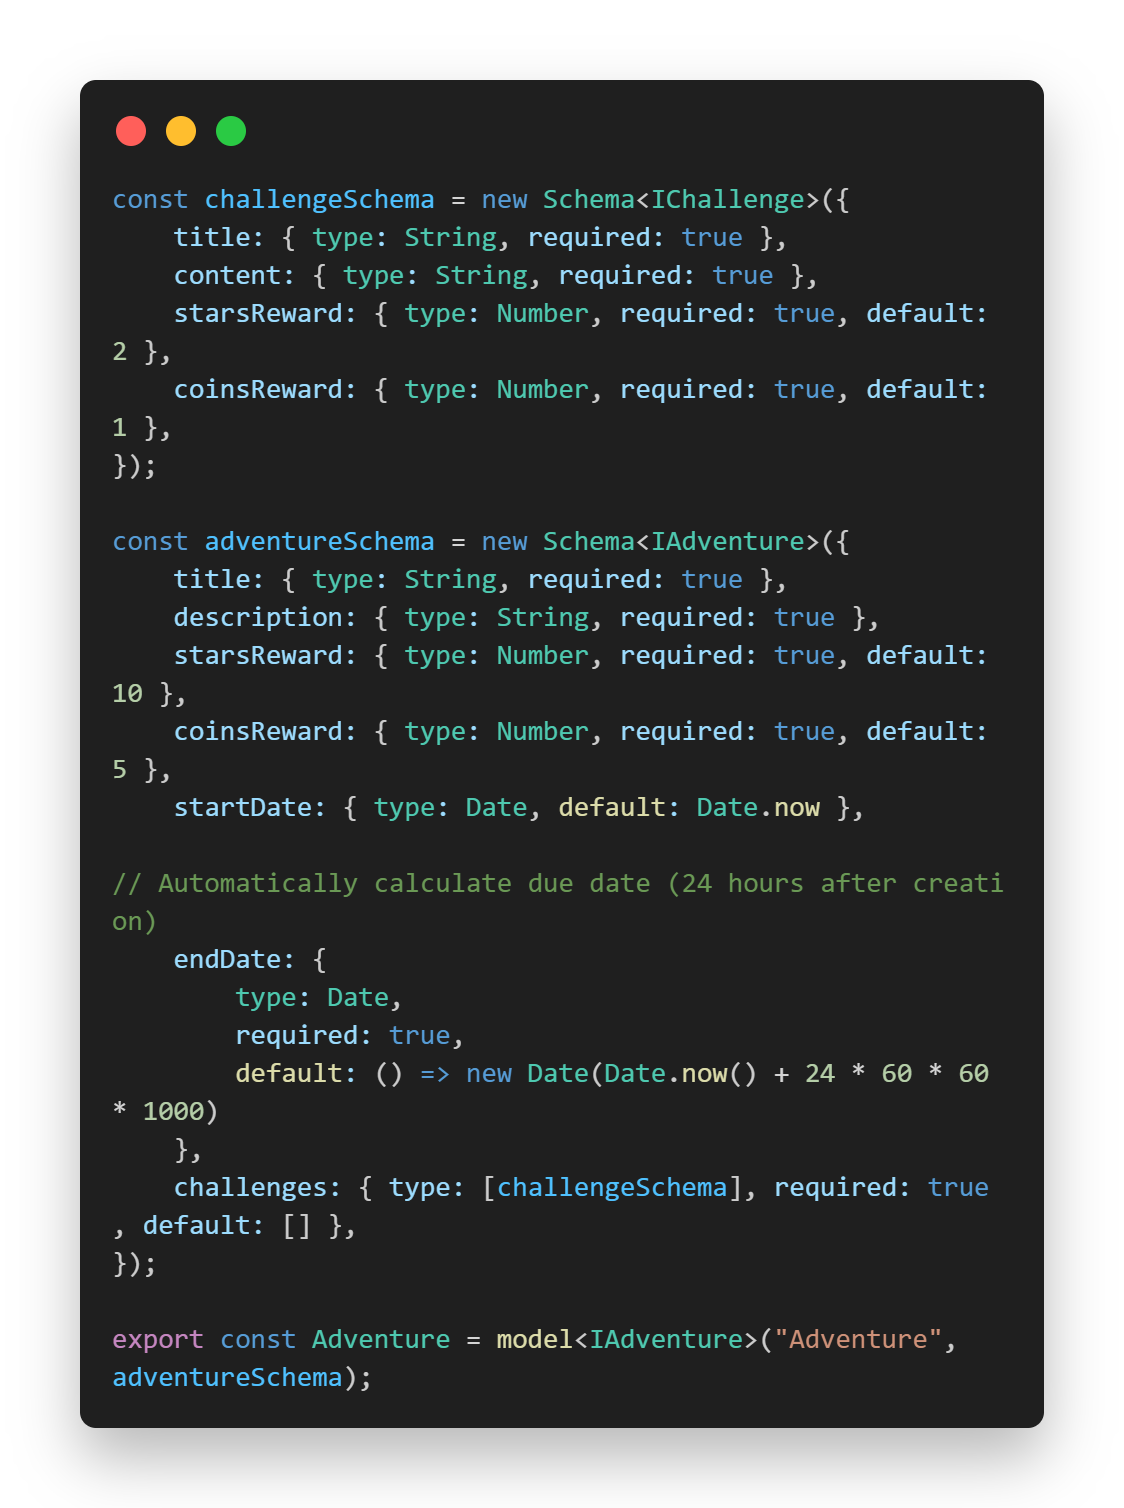 const challengeSchema = new Schema<IChallenge>({
    title: { type: String, required: true },
    content: { type: String, required: true },
    starsReward: { type: Number, required: true, default:
2 },
    coinsReward: { type: Number, required: true, default:
1 },
});

const adventureSchema = new Schema<IAdventure>({
    title: { type: String, required: true },
    description: { type: String, required: true },
    starsReward: { type: Number, required: true, default:
10 },
    coinsReward: { type: Number, required: true, default:
5 },
    startDate: { type: Date, default: Date.now },

// Automatically calculate due date (24 hours after creati
on)
    endDate: {
        type: Date,
        required: true,
        default: () => new Date(Date.now() + 24 * 60 * 60
* 1000)
    },
    challenges: { type: [challengeSchema], required: true
, default: [] },
});

export const Adventure = model<IAdventure>("Adventure",
adventureSchema);